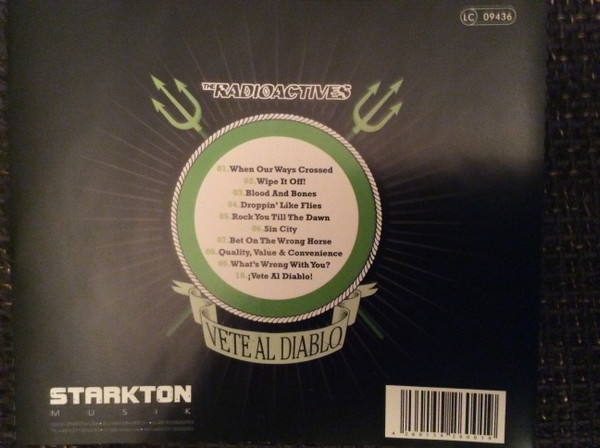 LC 09436
THE RADIOACTIVES
01. When Our Ways Crossed
02. Wipe It Off!
03. Blood And Bones
04. Droppin' Like Flies
05. Rock You Till The Dawn
06. Sin City
07. Bet On The Wrong Horse
08. Quality, Value & Convenience
09. What's Wrong With You?
10. ¡Vete Al Diablo!
VETE AL DIABLO
STARKTON
MUSIK